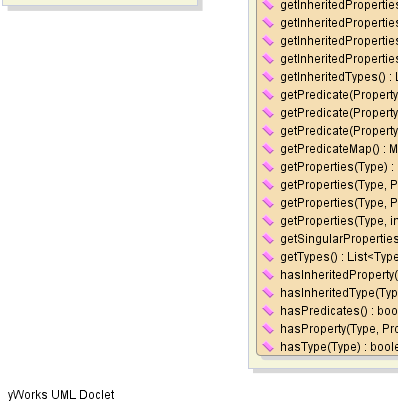 getInheritedProperties
getInheritedProperties
getInheritedProperties
getInheritedProperties
getInheritedTypes() : L
getPredicate(Property
getPredicate(Property
getPredicate(Property
getPredicateMap() : M
getProperties(Type) :
getProperties(Type, P
getProperties(Type, P
getProperties(Type, in
getSingularProperties
getTypes() : List<Type
hasInheritedProperty(
hasInheritedType(Typ
hasPredicates() : boo
hasProperty(Type, Pro
hasType(Type) : boole
yWorks UML Doclet